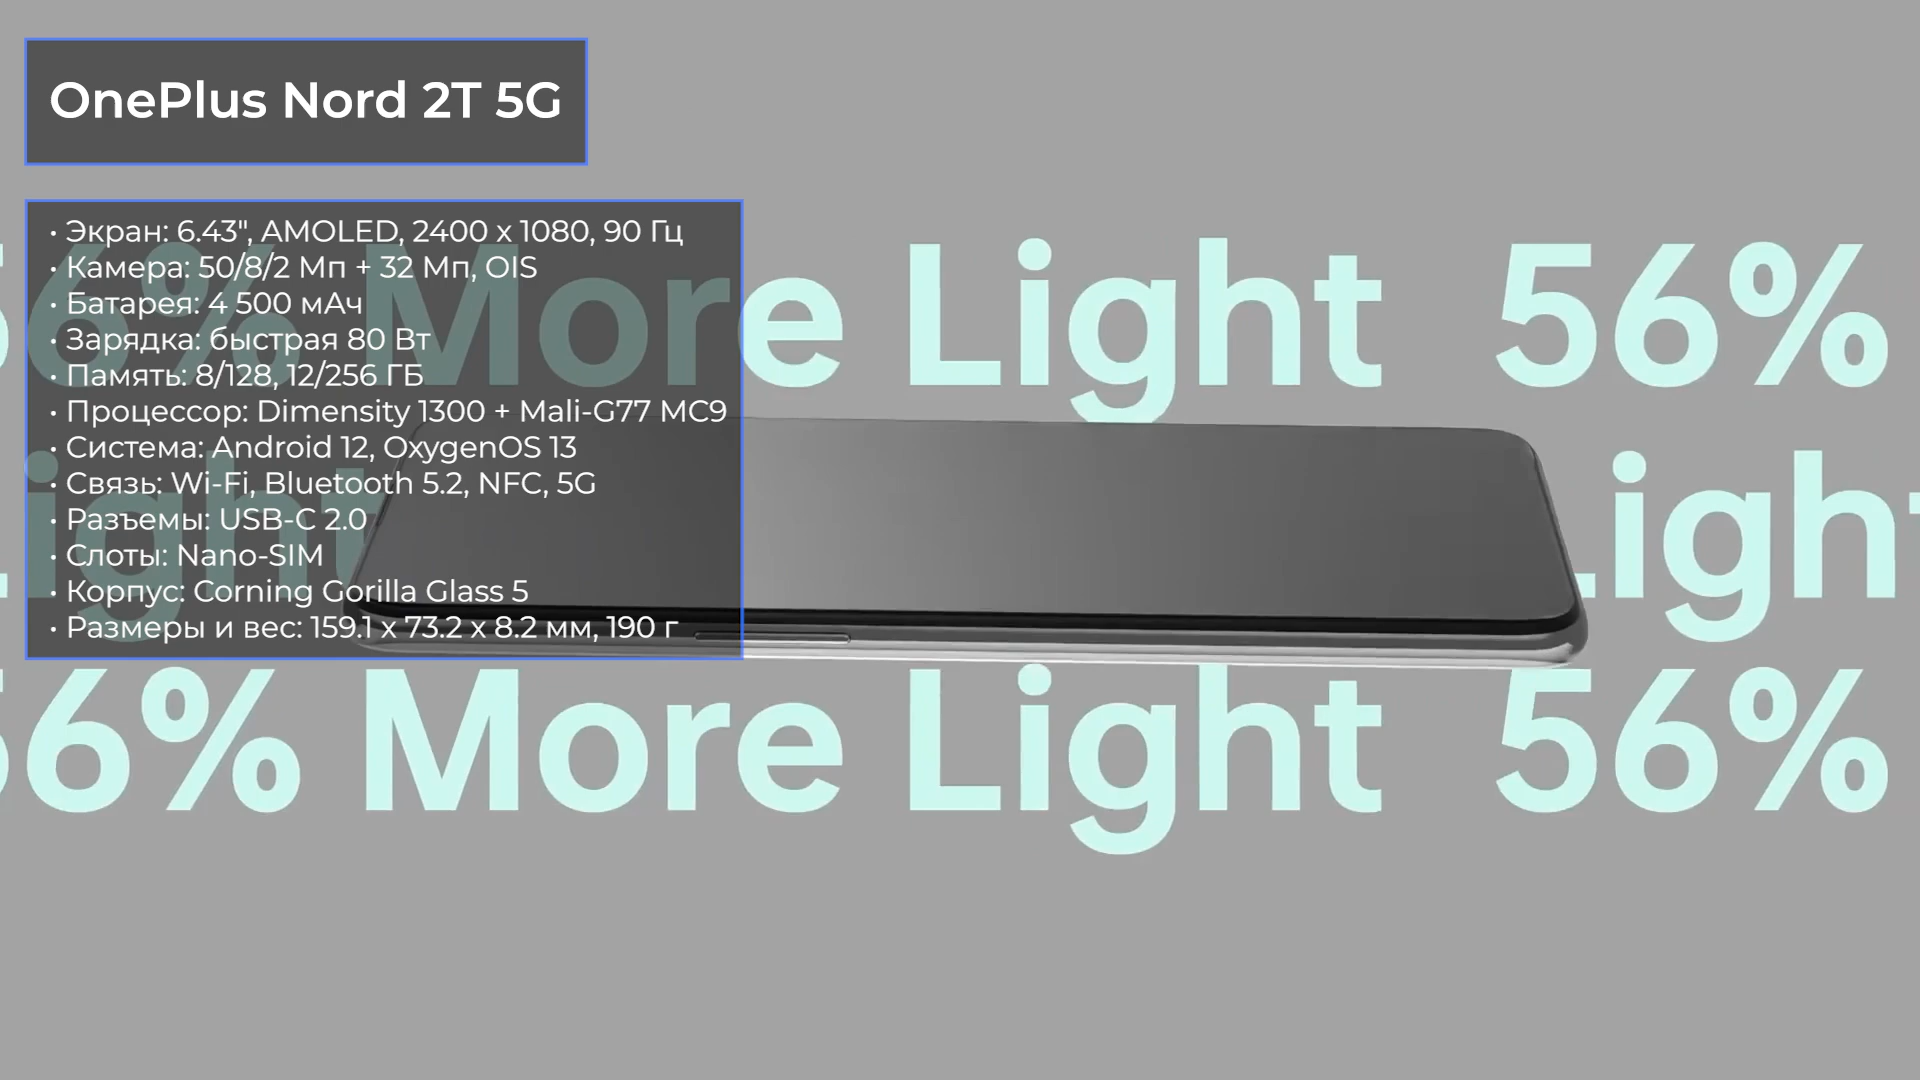 OnePlus Nord 2T 5G
• Экран: 6.43", AMOLED, 2400 x 1080, 90 Гц
• Камера: 50/8/2 Мп + 32 Мп, OIS
• Батарея: 4 500 мАч
• Зарядка: быстрая 80 Вт
• Память: 8/128, 12/256 ГБ
• Процессор: Dimensity 1300 + Mali-G77 MC9
• Система: Android 12, OxygenOS 13
• Связь: Wi-Fi, Bluetooth 5.2, NFC, 5G
• Разъемы: USB-C 2.0
• Слоты: Nano-SIM
• Корпус: Corning Gorilla Glass 5
• Размеры и вес: 159.1 x 73.2 x 8.2 мм, 190 г
56% More Light 56%
Light Light
56% More Light 56%